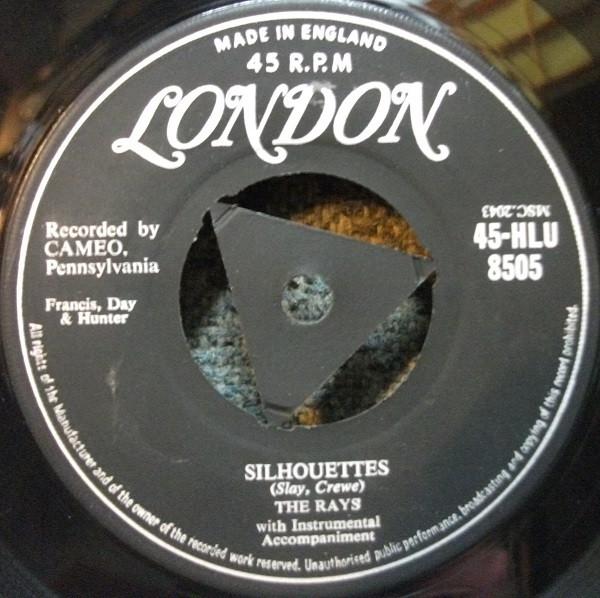 MADE IN ENGLAND
45 R.P.M
LONDON
Recorded by
CAMEO,
Pennsylvania
Francis, Day
& Hunter
MSC.2043
45-HLU
8505
SILHOUETTES
(Slay, Crewe)
THE RAYS
with Instrumental
Accompaniment
All rights of the Manufacturer and of the owner of the recorded work reserved. Unauthorised public performance, broadcasting and copying of this record prohibited.